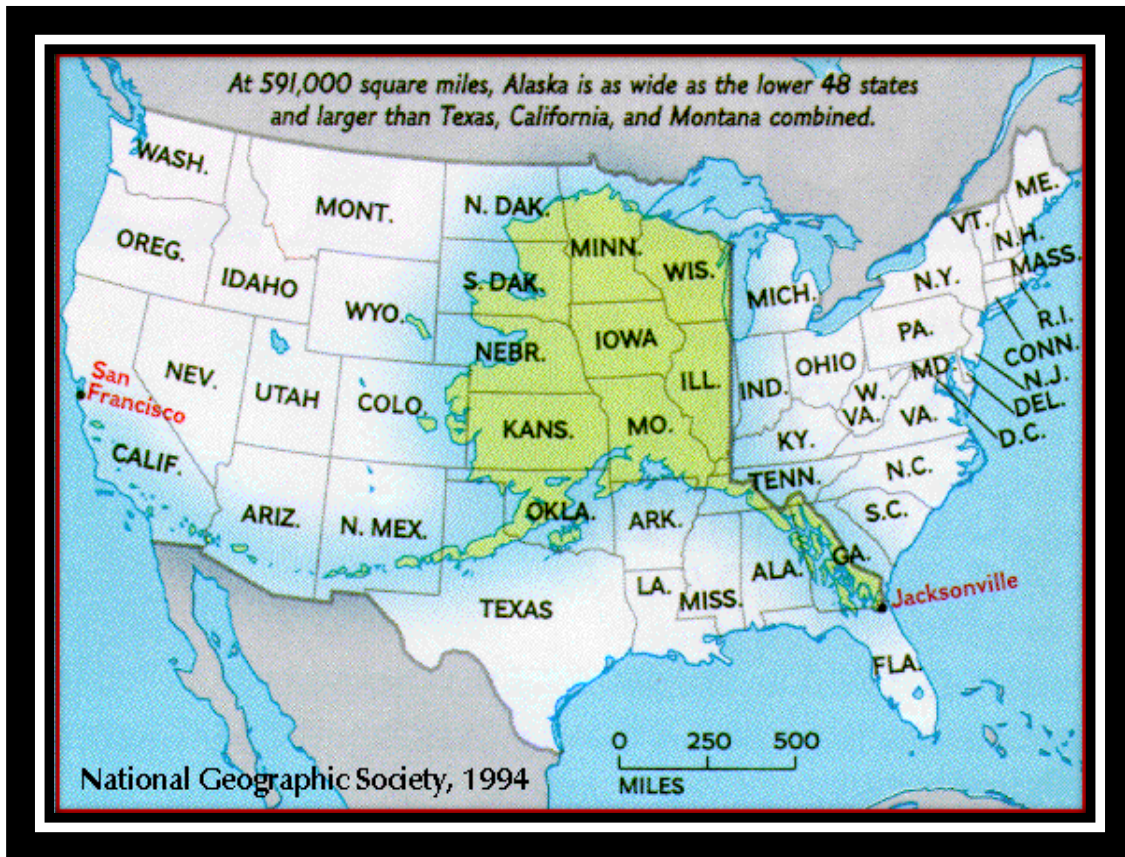 At 591,000 square miles, Alaska is as wide as the lower 48 states
and larger than Texas, California, and Montana combined.
WASH.
MONT.
N. DAK.
MINN.
ME.
VT.
N.H.
MASS.
OREG.
IDAHO
S. DAK.
WIS.
MICH.
N.Y.
WYO.
R.I.
NEBR.
IOWA
PA.
CONN.
San
Francisco
NEV.
UTAH
COLO.
ILL.
IND.
OHIO
W.
VA.
MD.
N.J.
DEL.
D.C.
KANS.
MO.
KY.
VA.
CALIF.
TENN.
N.C.
ARIZ.
N. MEX.
OKLA.
ARK.
S.C.
LA.
MISS.
ALA.
GA.
Jacksonville
TEXAS
FLA.
0 250 500
MILES
National Geographic Society, 1994